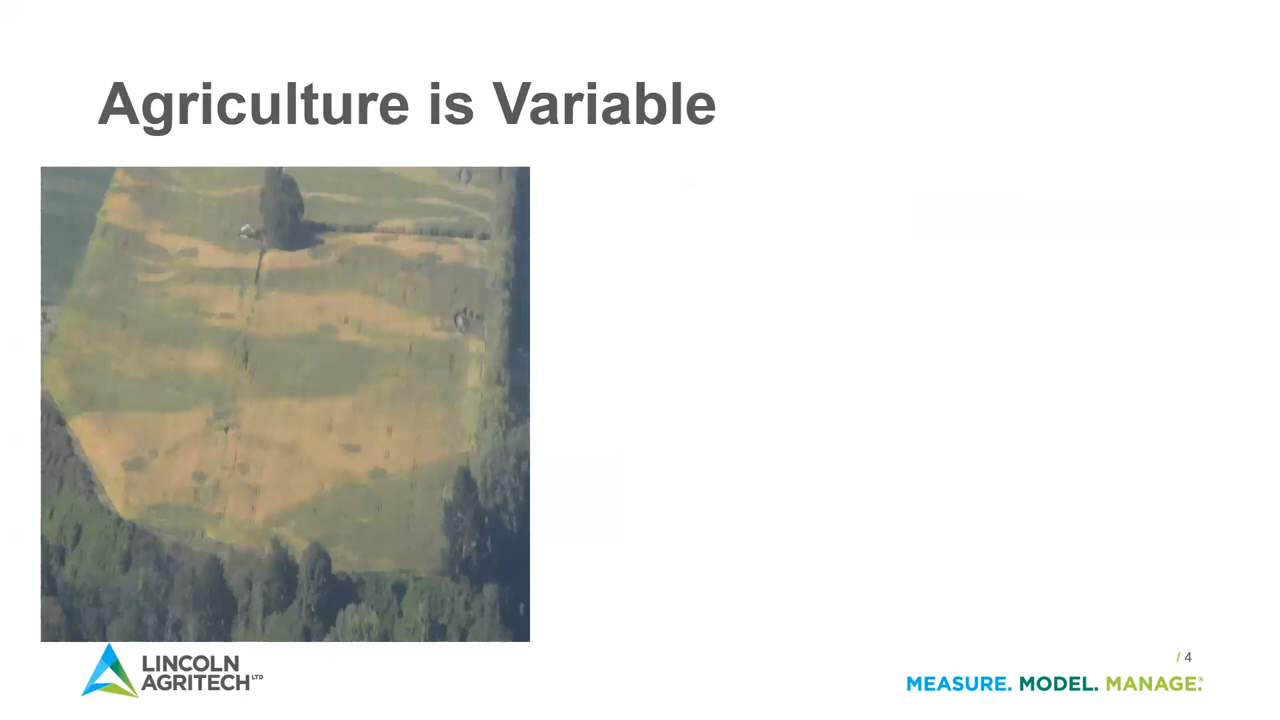 Agriculture is Variable
LINCOLN
AGRITECH LTD
/ 4
MEASURE. MODEL. MANAGE.®